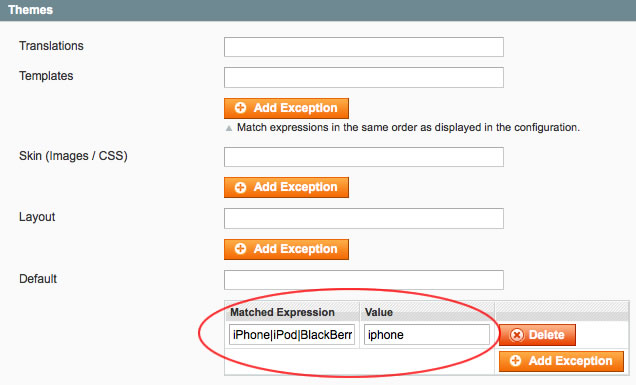 Themes
Translations
Templates
Add Exception
Match expressions in the same order as displayed in the configuration.
Skin (Images / CSS)
Add Exception
Layout
Add Exception
Default
Matched Expression Value
iPhone|iPod|BlackBerr iphone Delete
Add Exception